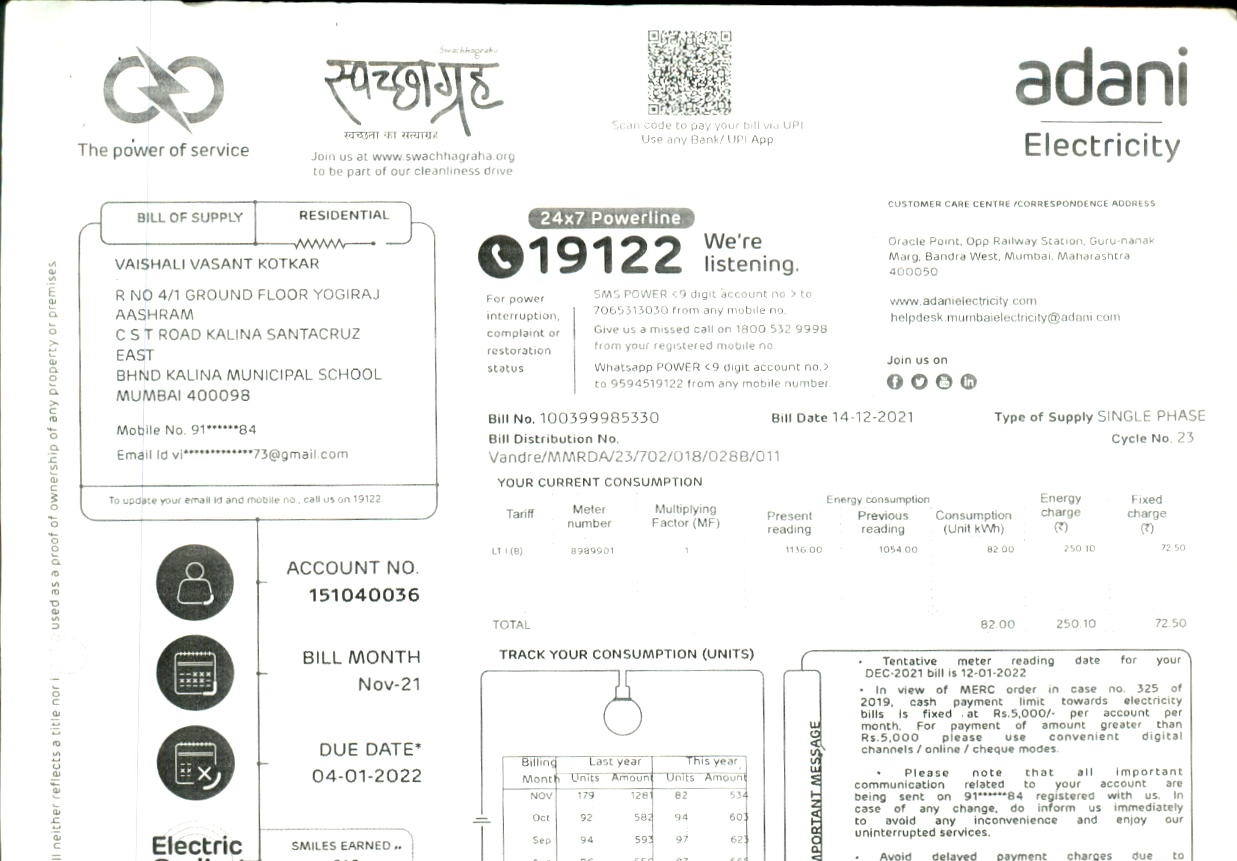 Swachhagraha
स्वच्छाग्रह
स्वच्छता का सत्याग्रह
The power of service
Join us at www.swachhagraha.org
to be part of our cleanliness drive
Scan code to pay your bill via UPI
Use any Bank/ UPI App
adani
Electricity
BILL OF SUPPLY
RESIDENTIAL
VAISHALI VASANT KOTKAR
R NO 4/1 GROUND FLOOR YOGIRAJ
AASHRAM
C S T ROAD KALINA SANTACRUZ
EAST
BHND KALINA MUNICIPAL SCHOOL
MUMBAI 400098
Mobile No. 91******84
Email Id vi*************73@gmail.com
To update your email Id and mobile no., call us on 19122.
24x7 Powerline
19122
We're
listening.
For power
interruption,
complaint or
restoration
status
SMS POWER <9 digit account no.> to
7065313030 from any mobile no.
Give us a missed call on 1800 532 9998
from your registered mobile no.
Whatsapp POWER <9 digit account no.>
to 9594519122 from any mobile number.
CUSTOMER CARE CENTRE /CORRESPONDENCE ADDRESS
Oracle Point, Opp Railway Station, Guru-nanak
Marg, Bandra West, Mumbai, Maharashtra
400050
www.adanielectricity.com
helpdesk.mumbaielectricity@adani.com
Join us on
Bill No. 100399985330
Bill Date 14-12-2021
Type of Supply SINGLE PHASE
Bill Distribution No.
Cycle No. 23
Vandre/MMRDA/23/702/018/028B/011
YOUR CURRENT CONSUMPTION
Tariff Meter number Multiplying Factor (MF) Energy consumption Present reading Previous reading Consumption (Unit kWh) Energy charge (₹) Fixed charge (₹)
LT I (B) 8989901 1 1136.00 1054.00 82.00 250.10 72.50
TOTAL 82.00 250.10 72.50
ACCOUNT NO.
151040036
BILL MONTH
Nov-21
DUE DATE*
04-01-2022
Electric
SMILES EARNED
TRACK YOUR CONSUMPTION (UNITS)
Billing Last year This year
Month Units Amount Units Amount
NOV 179 1281 82 534
Oct 92 582 94 603
Sep 94 593 97 623
IMPORTANT MESSAGE
• Tentative meter reading date for your
DEC-2021 bill is 12-01-2022
• In view of MERC order in case no. 325 of
2019, cash payment limit towards electricity
bills is fixed at Rs.5,000/- per account per
month. For payment of amount greater than
Rs.5,000 please use convenient digital
channels / online / cheque modes.
• Please note that all important
communication related to your account are
being sent on 91******84 registered with us. In
case of any change, do inform us immediately
to avoid any inconvenience and enjoy our
uninterrupted services.
• Avoid delayed payment charges due to
neither reflects a title nor
used as a proof of ownership of any property or premises